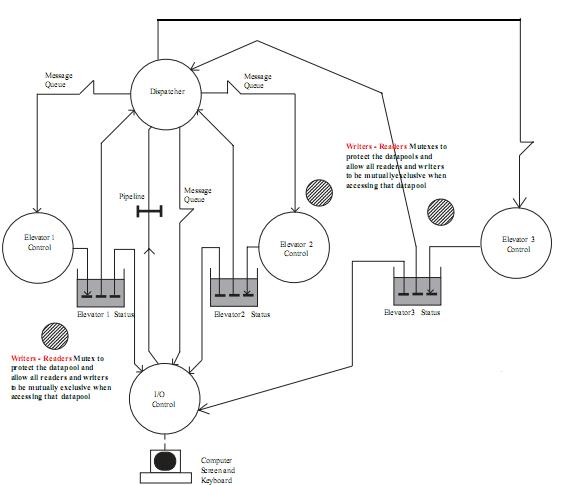 Message
Queue
Dispatcher
Message
Queue
Writers - Readers Mutexes to
protect the datapools and
allow all readers and writers
to be mutually exclusive when
accessing that datapool
Pipeline
Message
Queue
Elevator 1
Control
Elevator 2
Control
Elevator 3
Control
Elevator 1 Status
Elevator2 Status
Elevator3 Status
Writers - Readers Mutex to
protect the datapool and
allow all readers and writers
to be mutually exclusive when
accessing that datapool
I/O
Control
Computer
Screen and
Keyboard